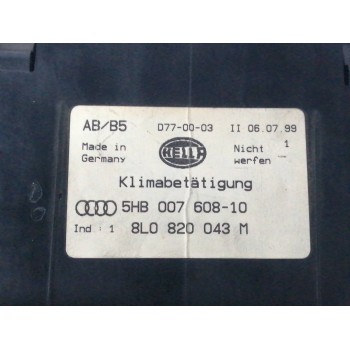 AB/B5 D77-00-03 II 06.07.99
Made in Germany HELLA Nicht werfen 1
Klimabetätigung
5HB 007 608-10
Ind : 1 8L0 820 043 M